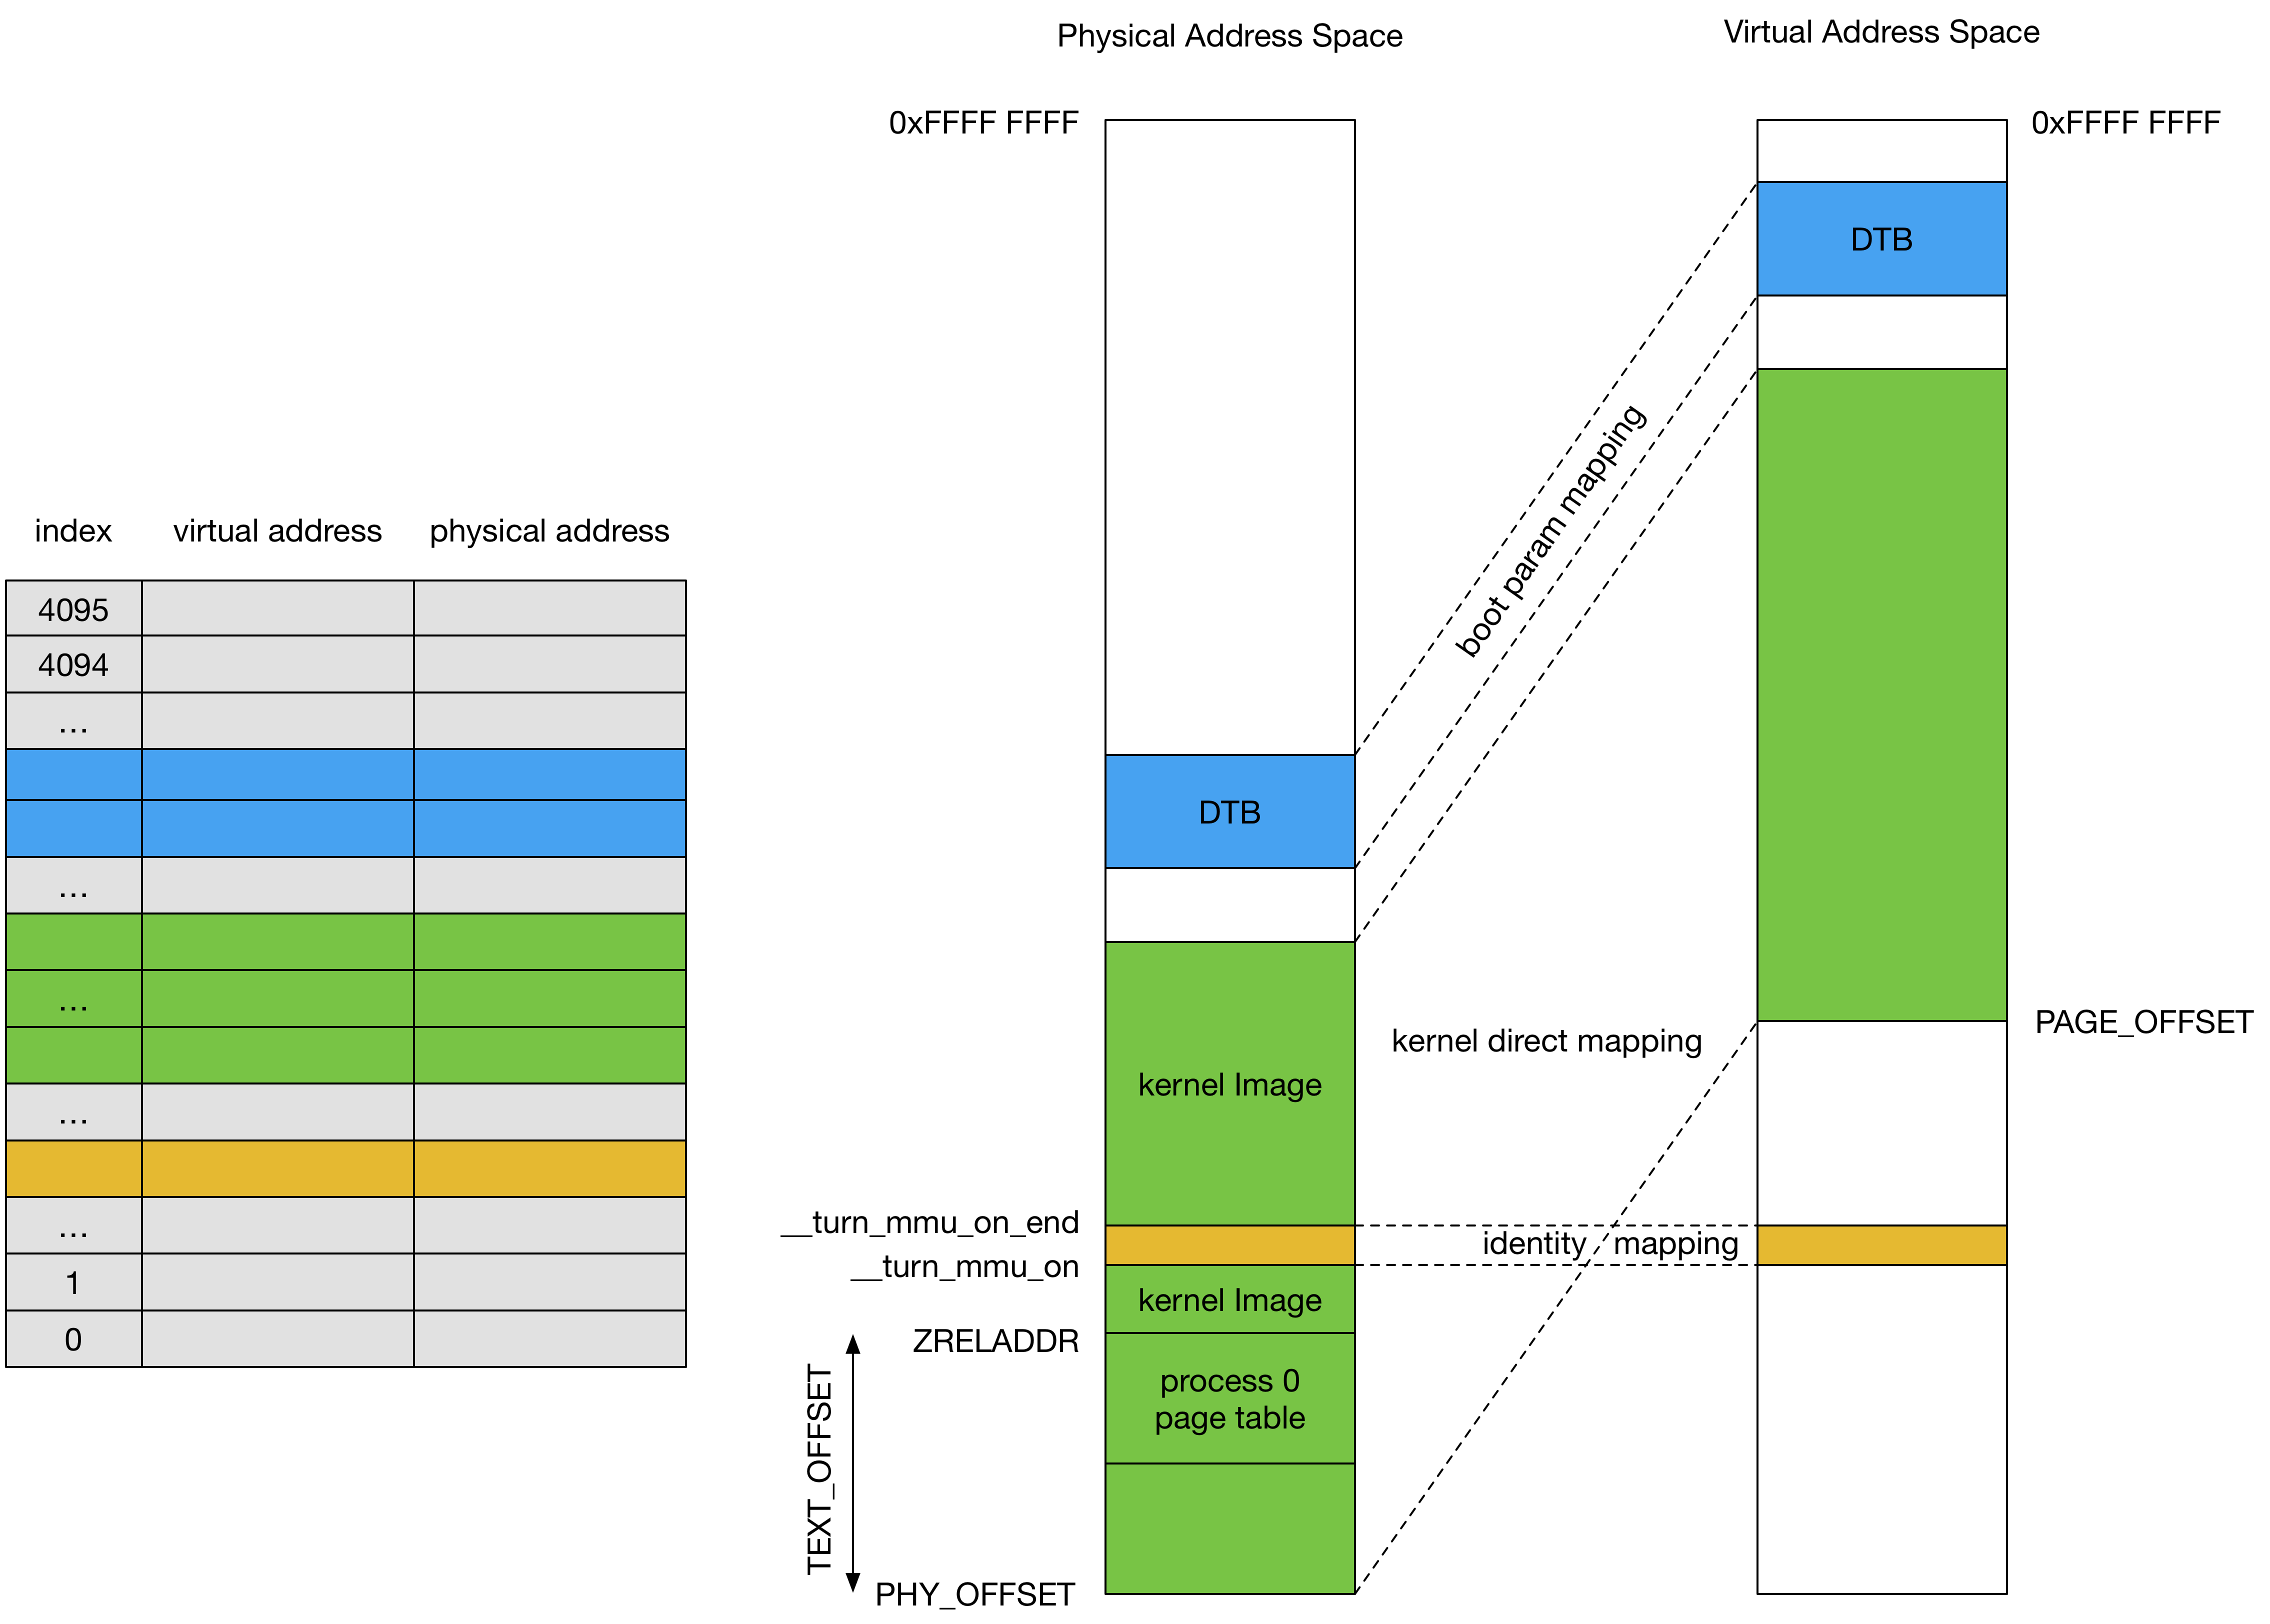 Physical Address Space
Virtual Address Space
0xFFFF FFFF
0xFFFF FFFF
DTB
boot param mapping
index virtual address physical address
4095
4094
...
...
...
...
...
1
0
DTB
kernel Image
kernel direct mapping
PAGE_OFFSET
__turn_mmu_on_end
identity mapping
__turn_mmu_on
kernel Image
ZRELADDR
process 0
page table
TEXT_OFFSET
PHY_OFFSET